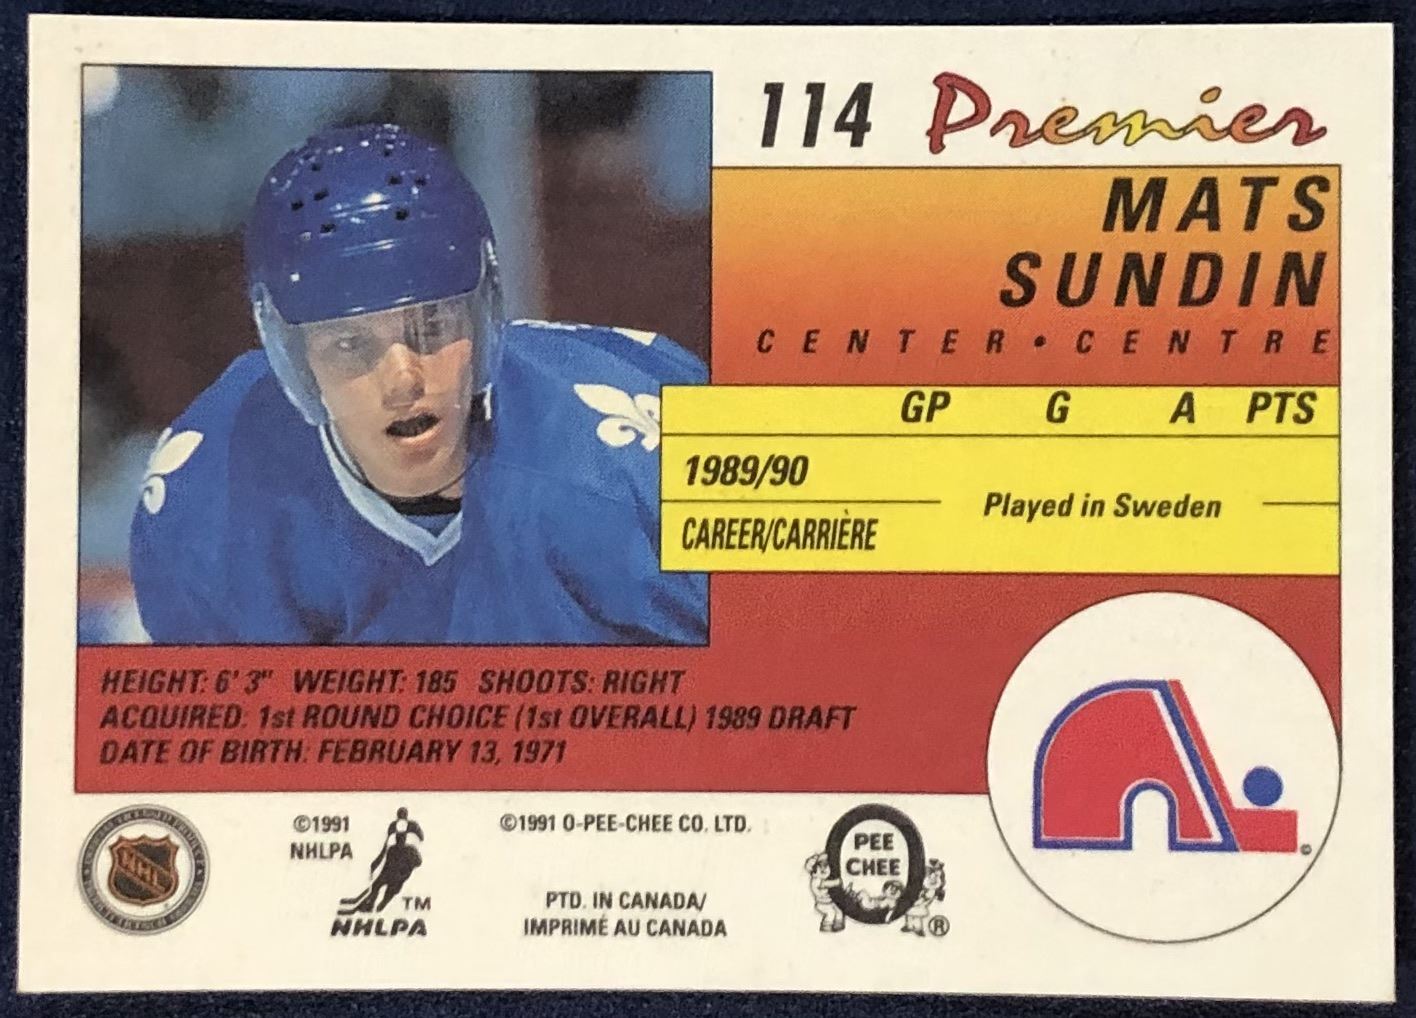 114 Premier
MATS
SUNDIN
CENTER • CENTRE
GP G A PTS
1989/90
Played in Sweden
CAREER/CARRIÈRE
HEIGHT: 6' 3" WEIGHT: 185 SHOOTS: RIGHT
ACQUIRED: 1st ROUND CHOICE (1st OVERALL) 1989 DRAFT
DATE OF BIRTH: FEBRUARY 13, 1971
NHL
©1991
NHLPA
TM
NHLPA
©1991 O-PEE-CHEE CO. LTD.
PTD. IN CANADA/
IMPRIMÉ AU CANADA
O
PEE
CHEE
®
©